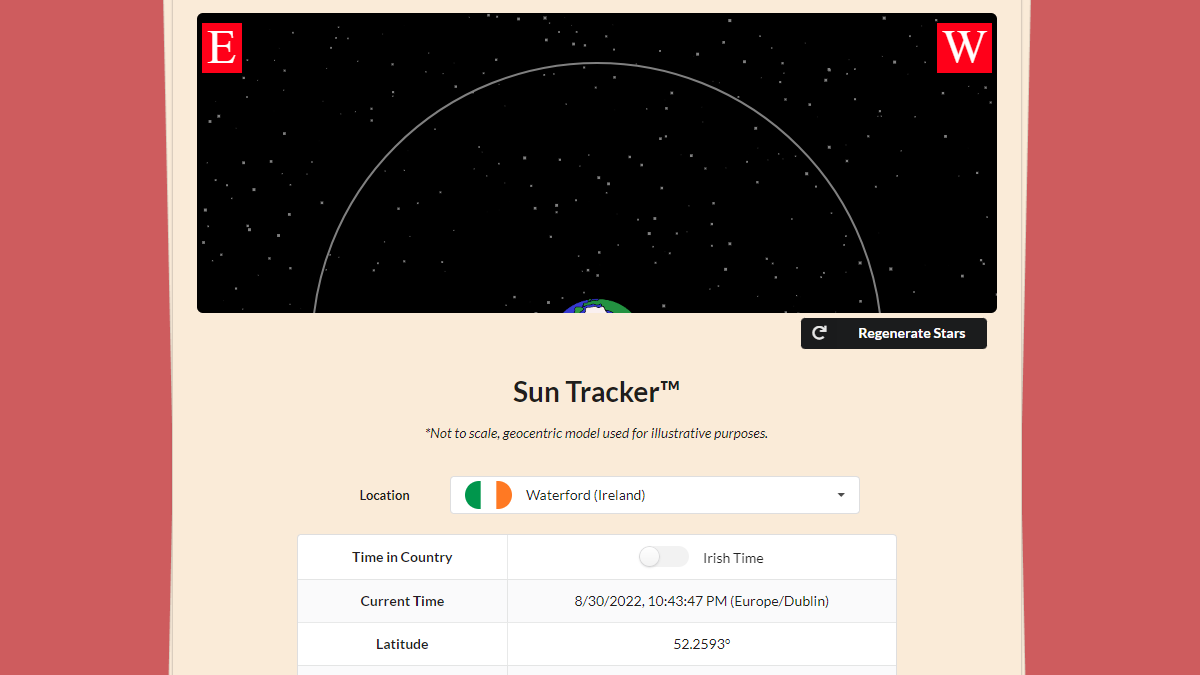 E W
Regenerate Stars
Sun Tracker™
*Not to scale, geocentric model used for illustrative purposes.
Location Waterford (Ireland)
Time in Country Irish Time
Current Time 8/30/2022, 10:43:47 PM (Europe/Dublin)
Latitude 52.2593°